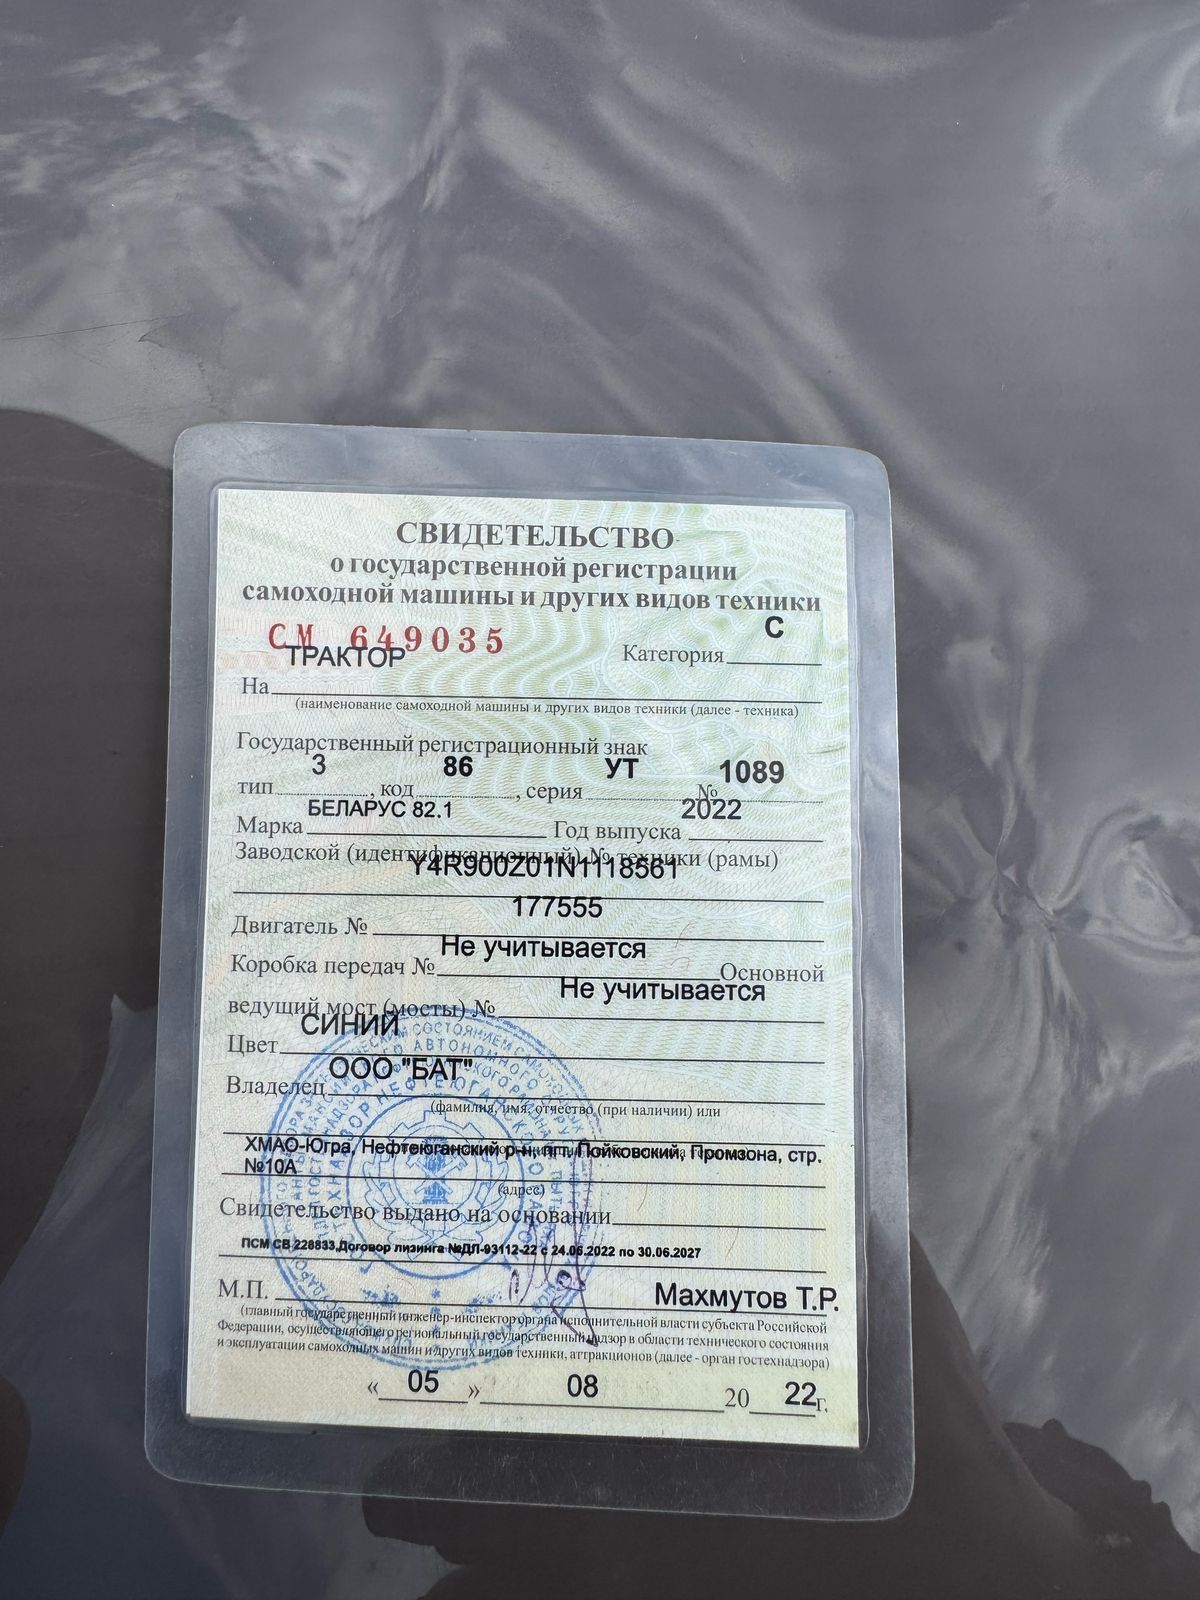 СВИДЕТЕЛЬСТВО
о государственной регистрации
самоходной машины и других видов техники
СМ 649035
Категория С
На ТРАКТОР
(наименование самоходной машины и других видов техники (далее - техника)
Государственный регистрационный знак
тип 3, код 86, серия УТ № 1089
Марка БЕЛАРУС 82.1 Год выпуска 2022
Заводской (идентификационный) № техники (рамы)
Y4R900Z01N1118561
Двигатель № 177555
Коробка передач № Не учитывается Основной
ведущий мост (мосты) № Не учитывается
Цвет СИНИЙ
Владелец ООО "БАТ"
(фамилия, имя, отчество (при наличии) или
ХМАО-Югра, Нефтеюганский р-н, пгт. Пойковский, Промзона, стр.
№10А
(адрес)
Свидетельство выдано на основании
ПСМ СВ 228833,Договор лизинга №ДЛ-93112-22 с 24.06.2022 по 30.06.2027
М.П. Махмутов Т.Р.
(главный государственный инженер-инспектор органа исполнительной власти субъекта Российской
Федерации, осуществляющего региональный государственный надзор в области технического состояния
и эксплуатации самоходных машин и других видов техники, аттракционов (далее - орган гостехнадзора)
« 05 » 08 20 22 г.